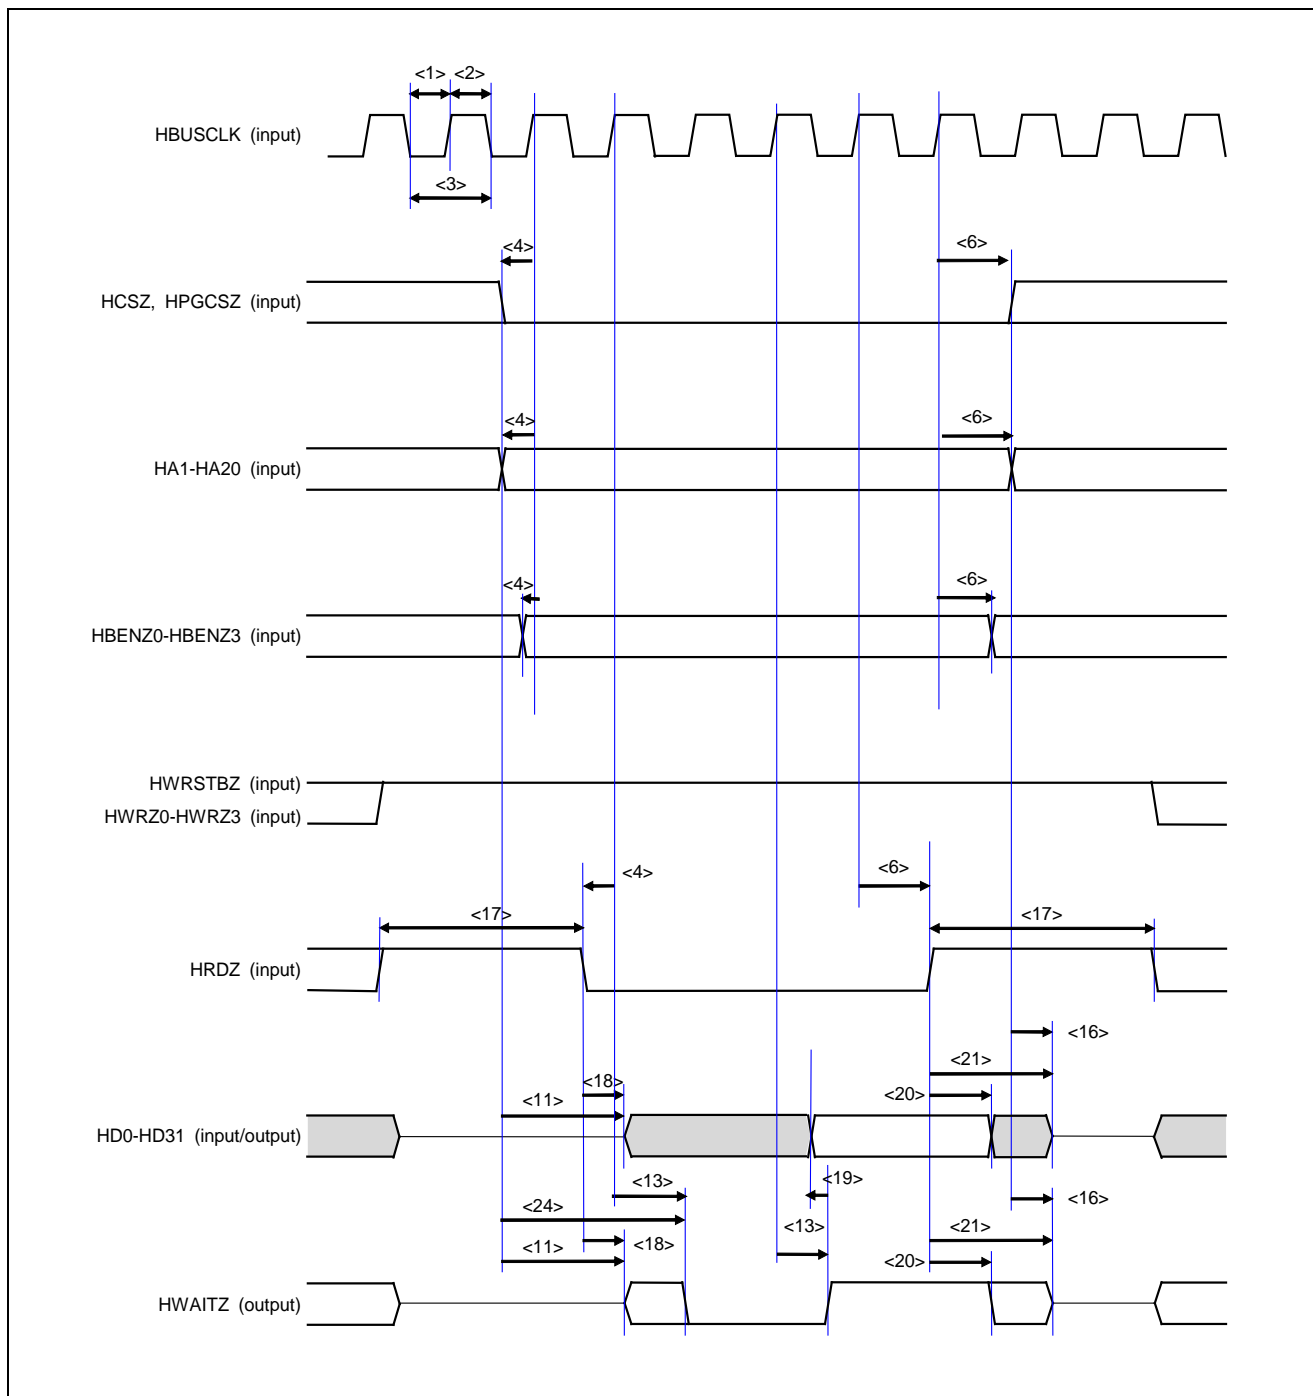 <1> <2>
HBUSCLK (input)
<3>
<4> <6>
HCSZ, HPGCSZ (input)
<4> <6>
HA1-HA20 (input)
<4> <6>
HBENZ0-HBENZ3 (input)
HWRSTBZ (input)
HWRZ0-HWRZ3 (input)
<4> <6>
<17> <17>
HRDZ (input)
<16>
<21>
<18> <20>
<11>
HD0-HD31 (input/output)
<13> <19> <16>
<24>
<13> <21>
<18> <20>
<11>
HWAITZ (output)